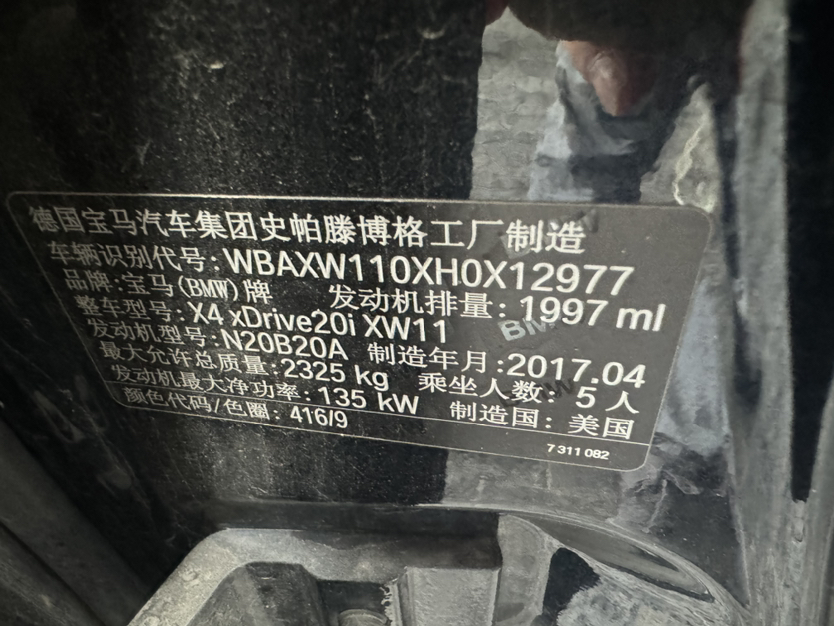 德国宝马汽车集团史帕滕博格工厂制造
车辆识别代号:WBAXW110XH0X12977
品牌:宝马(BMW)牌 发动机排量:1997 ml
整车型号:X4 xDrive20i XW11
发动机型号:N20B20A 制造年月:2017.04
最大允许总质量:2325 kg 乘坐人数:5 人
发动机最大净功率:135 kW 制造国:美国
颜色代码/色圈:416/9
7 311 082